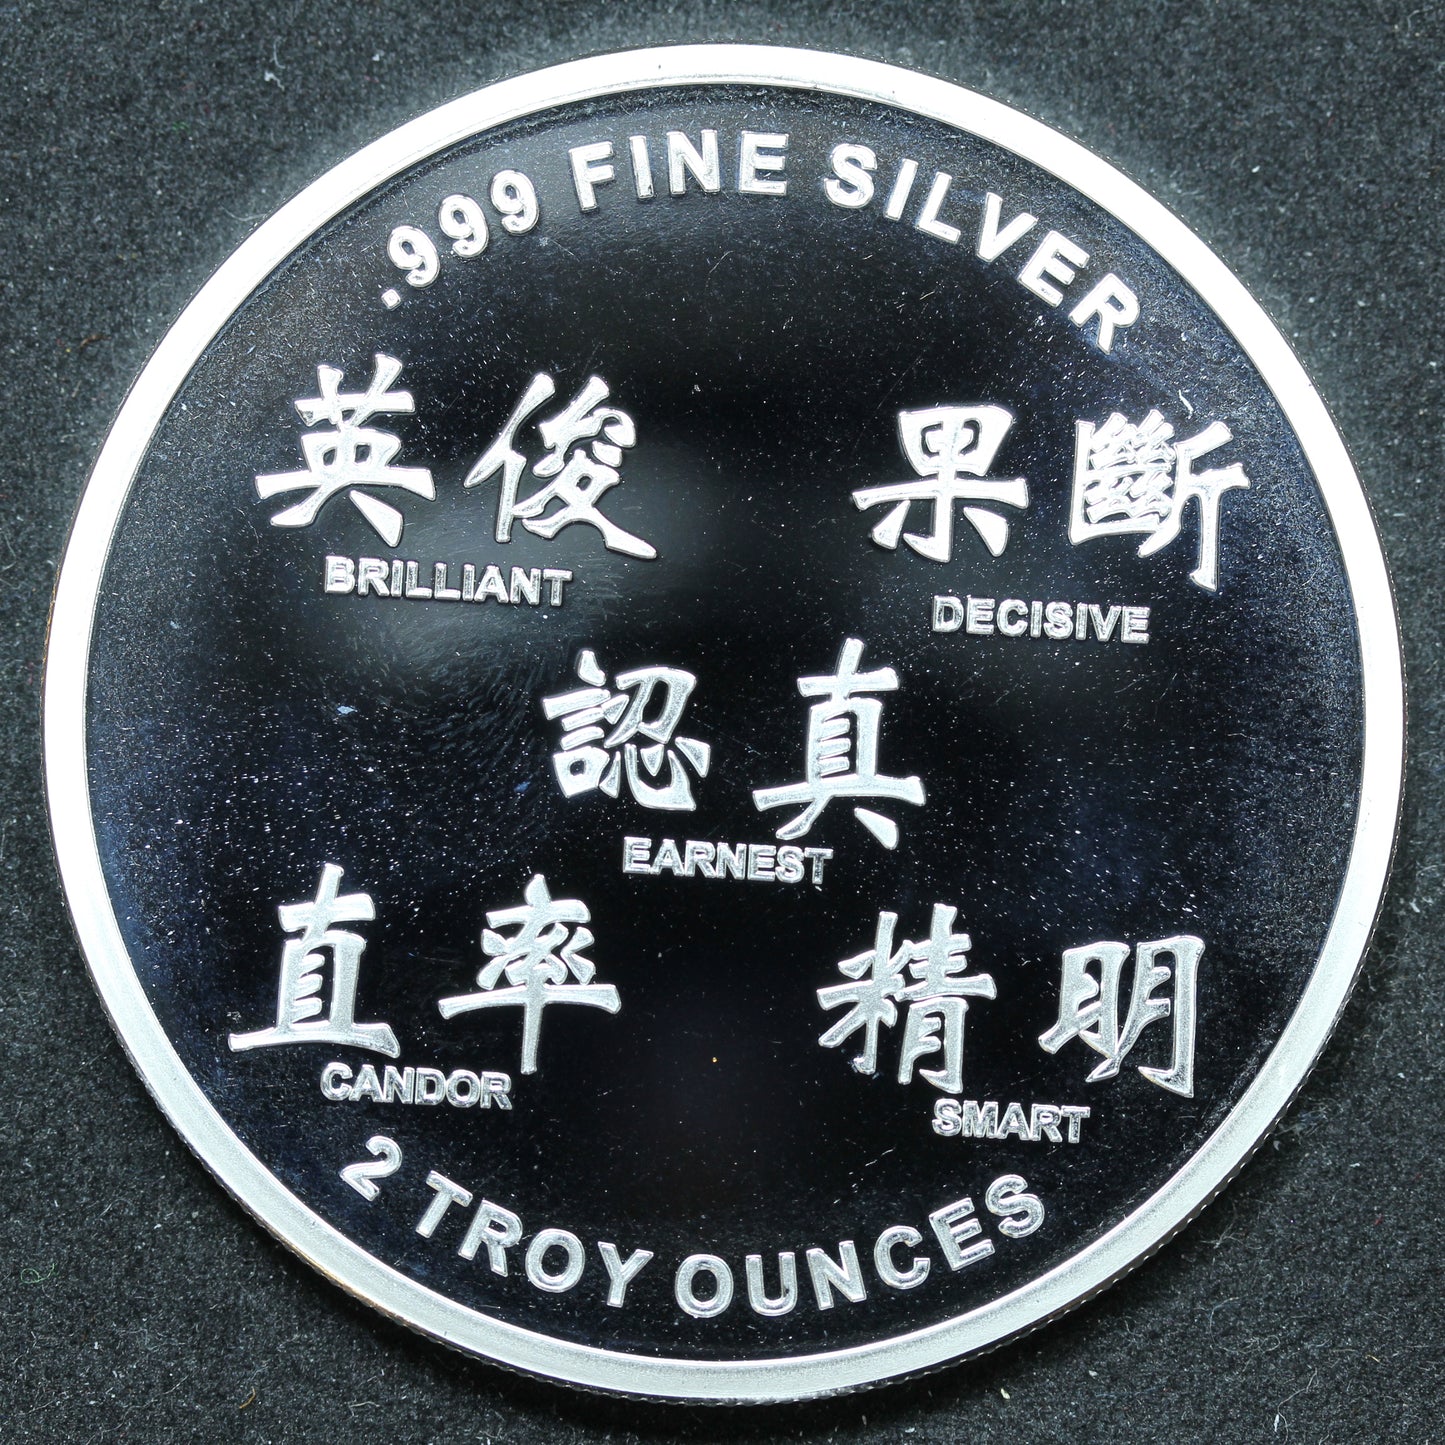 .999 FINE SILVER
英俊
BRILLIANT
果斷
DECISIVE
認真
EARNEST
直率
CANDOR
精明
SMART
2 TROY OUNCES